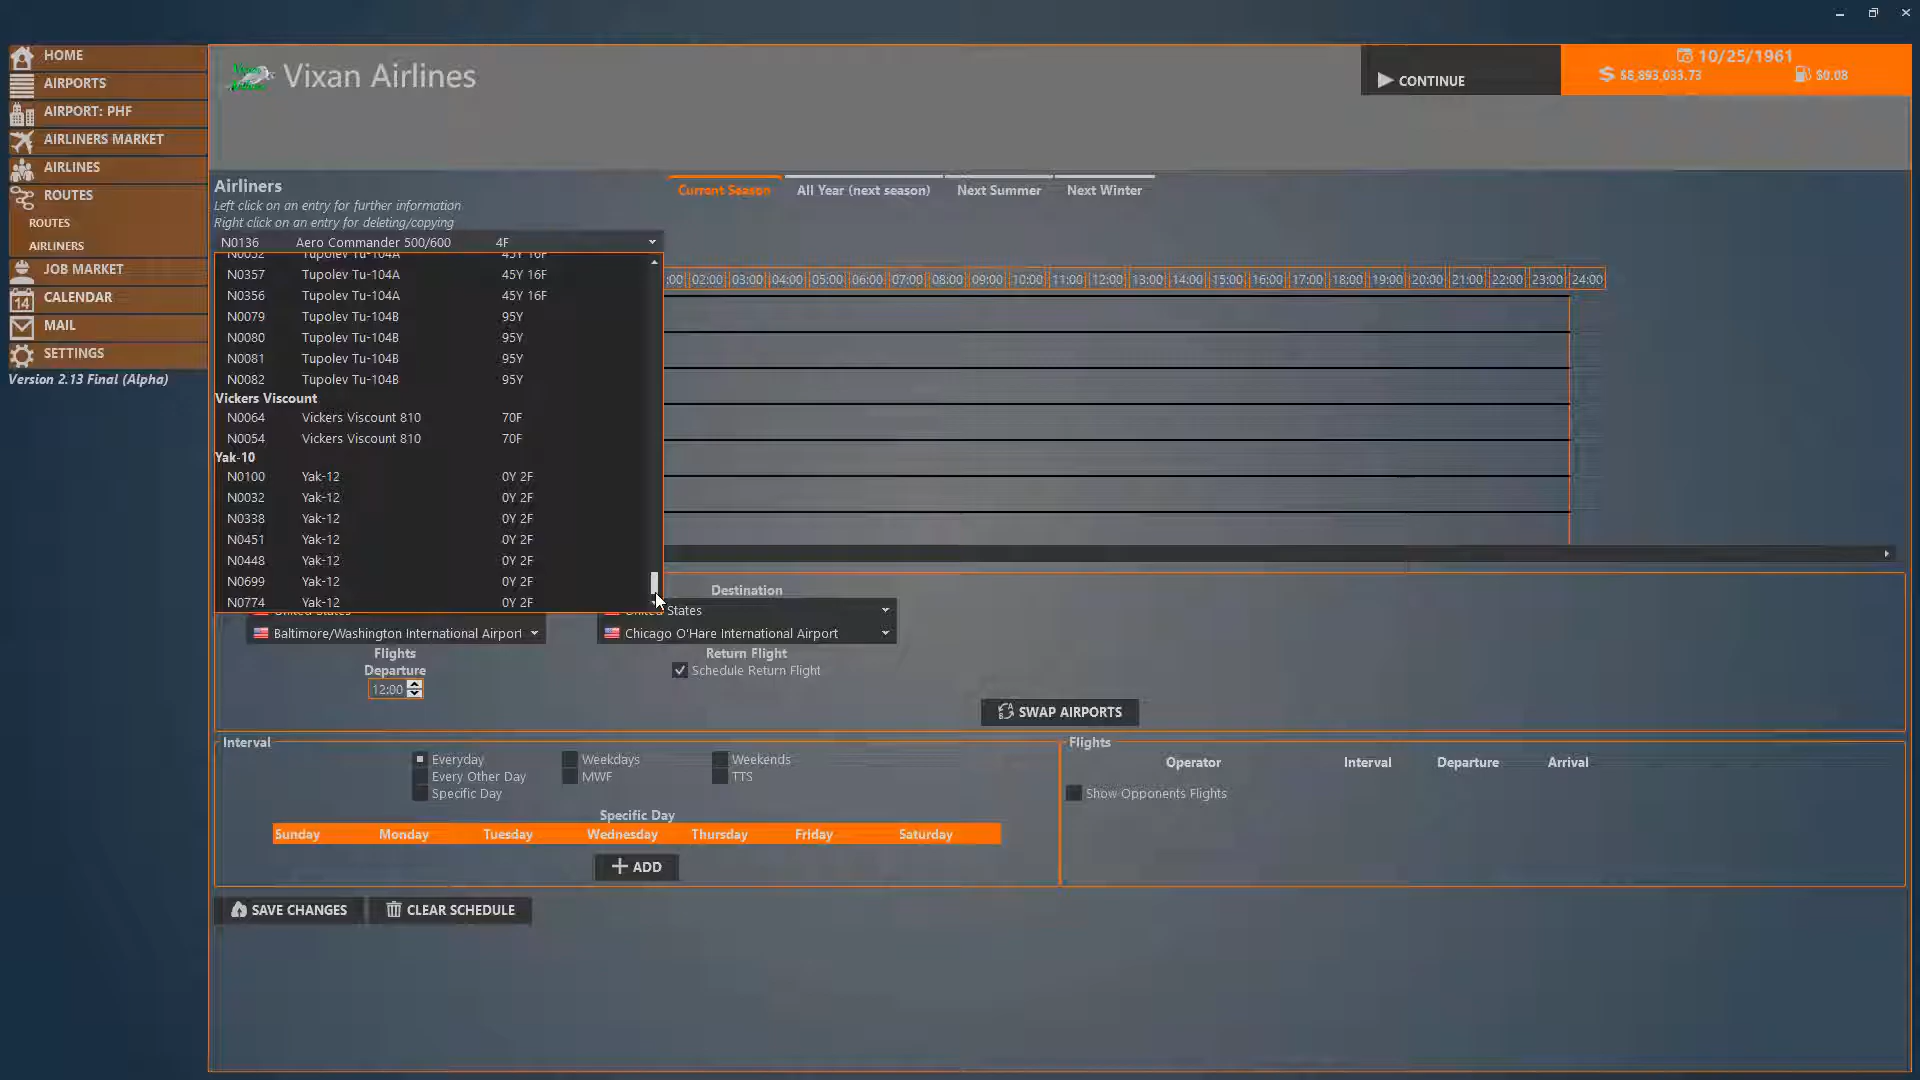 HOME
AIRPORTS
AIRPORT: PHF
AIRLINERS MARKET
AIRLINES
ROUTES
ROUTES
AIRLINERS
JOB MARKET
14 CALENDAR
MAIL
SETTINGS
Version 2.13 Final (Alpha)
Vixan Airlines
CONTINUE
10/25/1961
$8,893,033.73 $0.08
Airliners
Left click on an entry for further information
Right click on an entry for deleting/copying
Current Season All Year (next season) Next Summer Next Winter
N0136 Aero Commander 500/600 4F
:00 02:00 03:00 04:00 05:00 06:00 07:00 08:00 09:00 10:00 11:00 12:00 13:00 14:00 15:00 16:00 17:00 18:00 19:00 20:00 21:00 22:00 23:00 24:00
Tupolev Tu-104A 45Y 16F
N0357 Tupolev Tu-104A 45Y 16F
N0356 Tupolev Tu-104A 45Y 16F
N0079 Tupolev Tu-104B 95Y
N0080 Tupolev Tu-104B 95Y
N0081 Tupolev Tu-104B 95Y
N0082 Tupolev Tu-104B 95Y
Vickers Viscount
N0064 Vickers Viscount 810 70F
N0054 Vickers Viscount 810 70F
Yak-10
N0100 Yak-12 0Y 2F
N0032 Yak-12 0Y 2F
N0338 Yak-12 0Y 2F
N0451 Yak-12 0Y 2F
N0448 Yak-12 0Y 2F
N0699 Yak-12 0Y 2F
N0774 Yak-12 0Y 2F
Destination
United States United States
Baltimore/Washington International Airport Chicago O'Hare International Airport
Flights Return Flight
Departure Schedule Return Flight
12:00
SWAP AIRPORTS
Interval
Everyday Weekdays Weekends
Every Other Day MWF TTS
Specific Day
Specific Day
Sunday Monday Tuesday Wednesday Thursday Friday Saturday
ADD
Flights
Operator Interval Departure Arrival
Show Opponents Flights
SAVE CHANGES CLEAR SCHEDULE